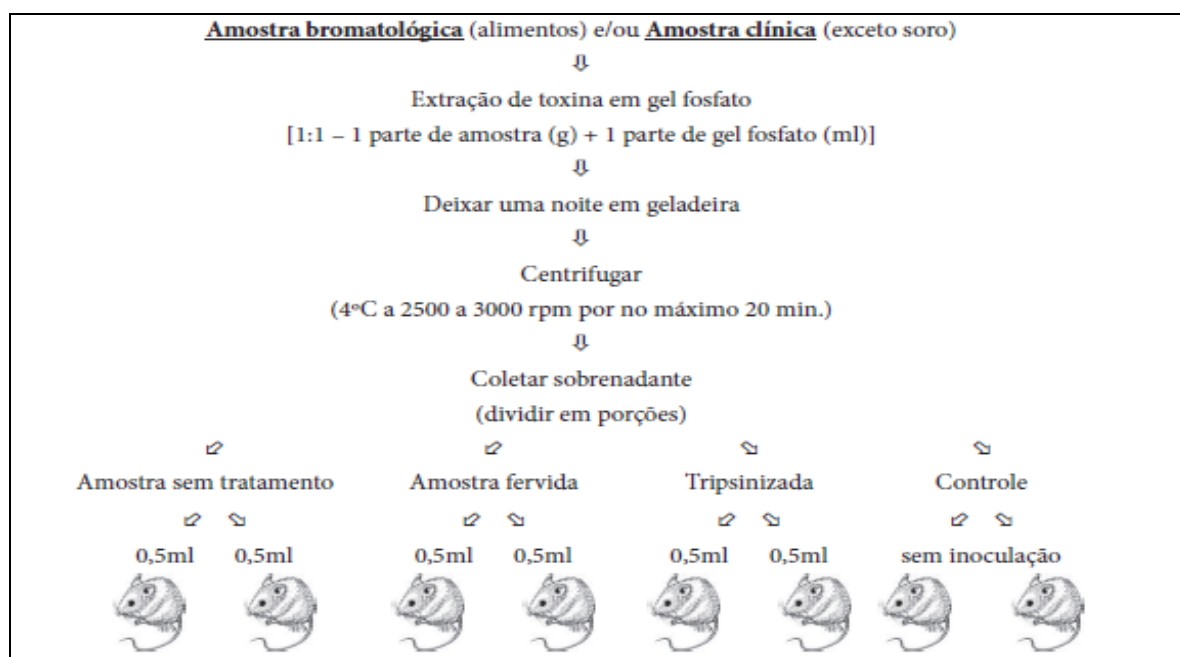 Amostra bromatológica (alimentos) e/ou Amostra clínica (exceto soro)
⇩
Extração de toxina em gel fosfato
[1:1 – 1 parte de amostra (g) + 1 parte de gel fosfato (ml)]
⇩
Deixar uma noite em geladeira
⇩
Centrifugar
(4ºC a 2500 a 3000 rpm por no máximo 20 min.)
⇩
Coletar sobrenadante
(dividir em porções)
Amostra sem tratamento Amostra fervida Tripsinizada Controle
0,5ml 0,5ml 0,5ml 0,5ml 0,5ml 0,5ml sem inoculação